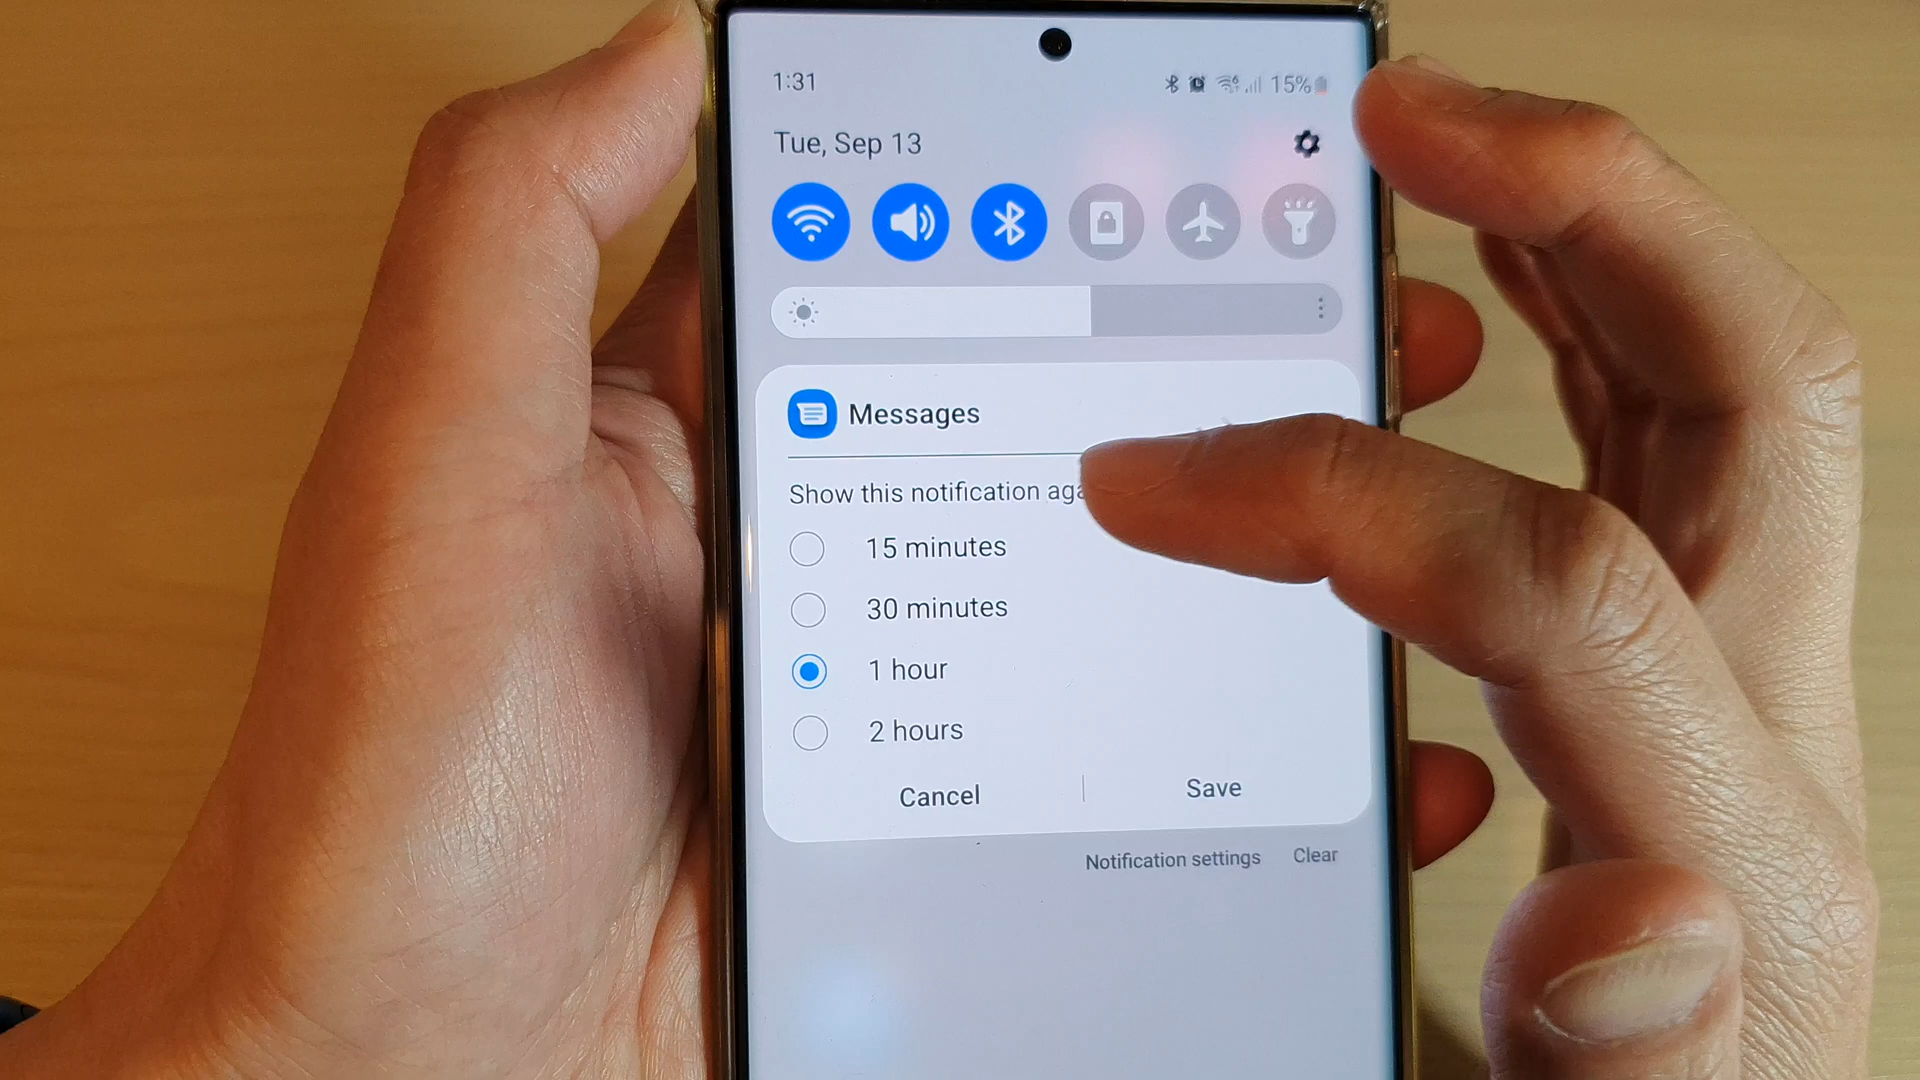 1:31
15%
Tue, Sep 13
Messages
Show this notification
15 minutes
30 minutes
1 hour
2 hours
Cancel
Save
Notification settings
Clear